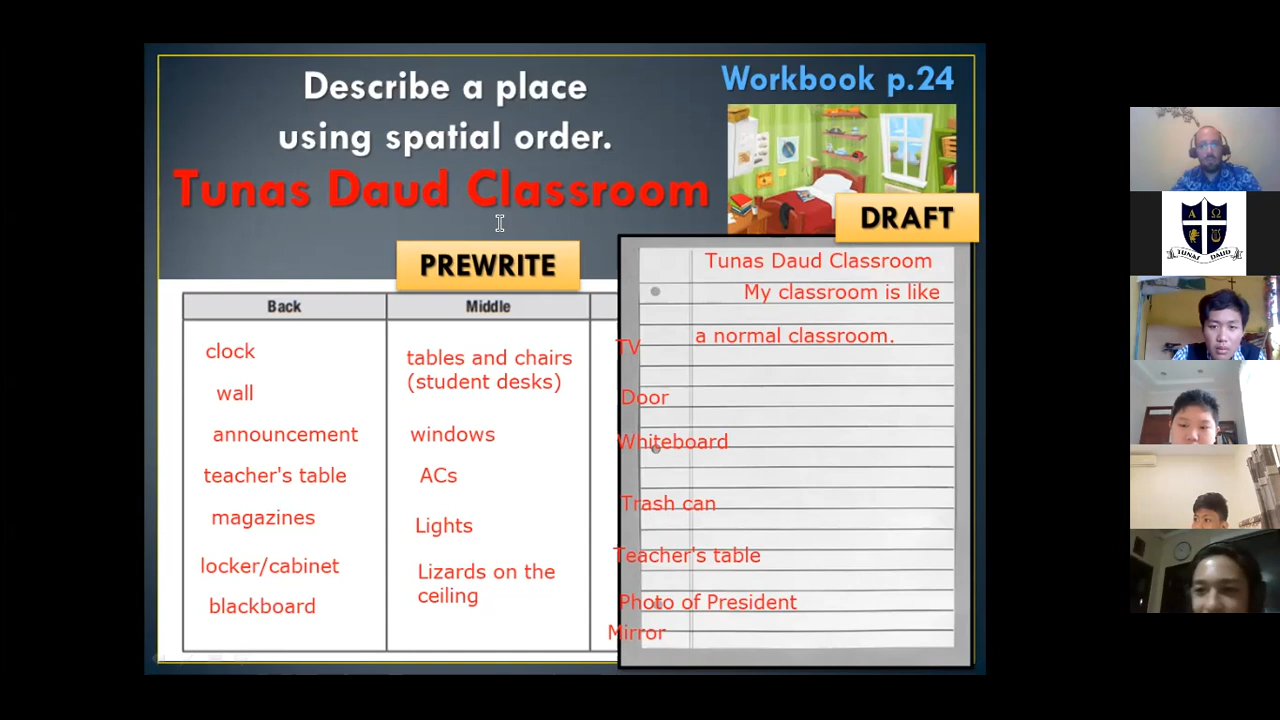 Describe a place
using spatial order.
Tunas Daud Classroom
Workbook p.24
PREWRITE
DRAFT
Back
Middle
clock
wall
announcement
teacher's table
magazines
locker/cabinet
blackboard
tables and chairs
(student desks)
windows
ACs
Lights
Lizards on the
ceiling
Tunas Daud Classroom
My classroom is like
a normal classroom.
TV
Door
Whiteboard
Trash can
Teacher's table
Photo of President
Mirror
Α Ω
TUNAS DAUD